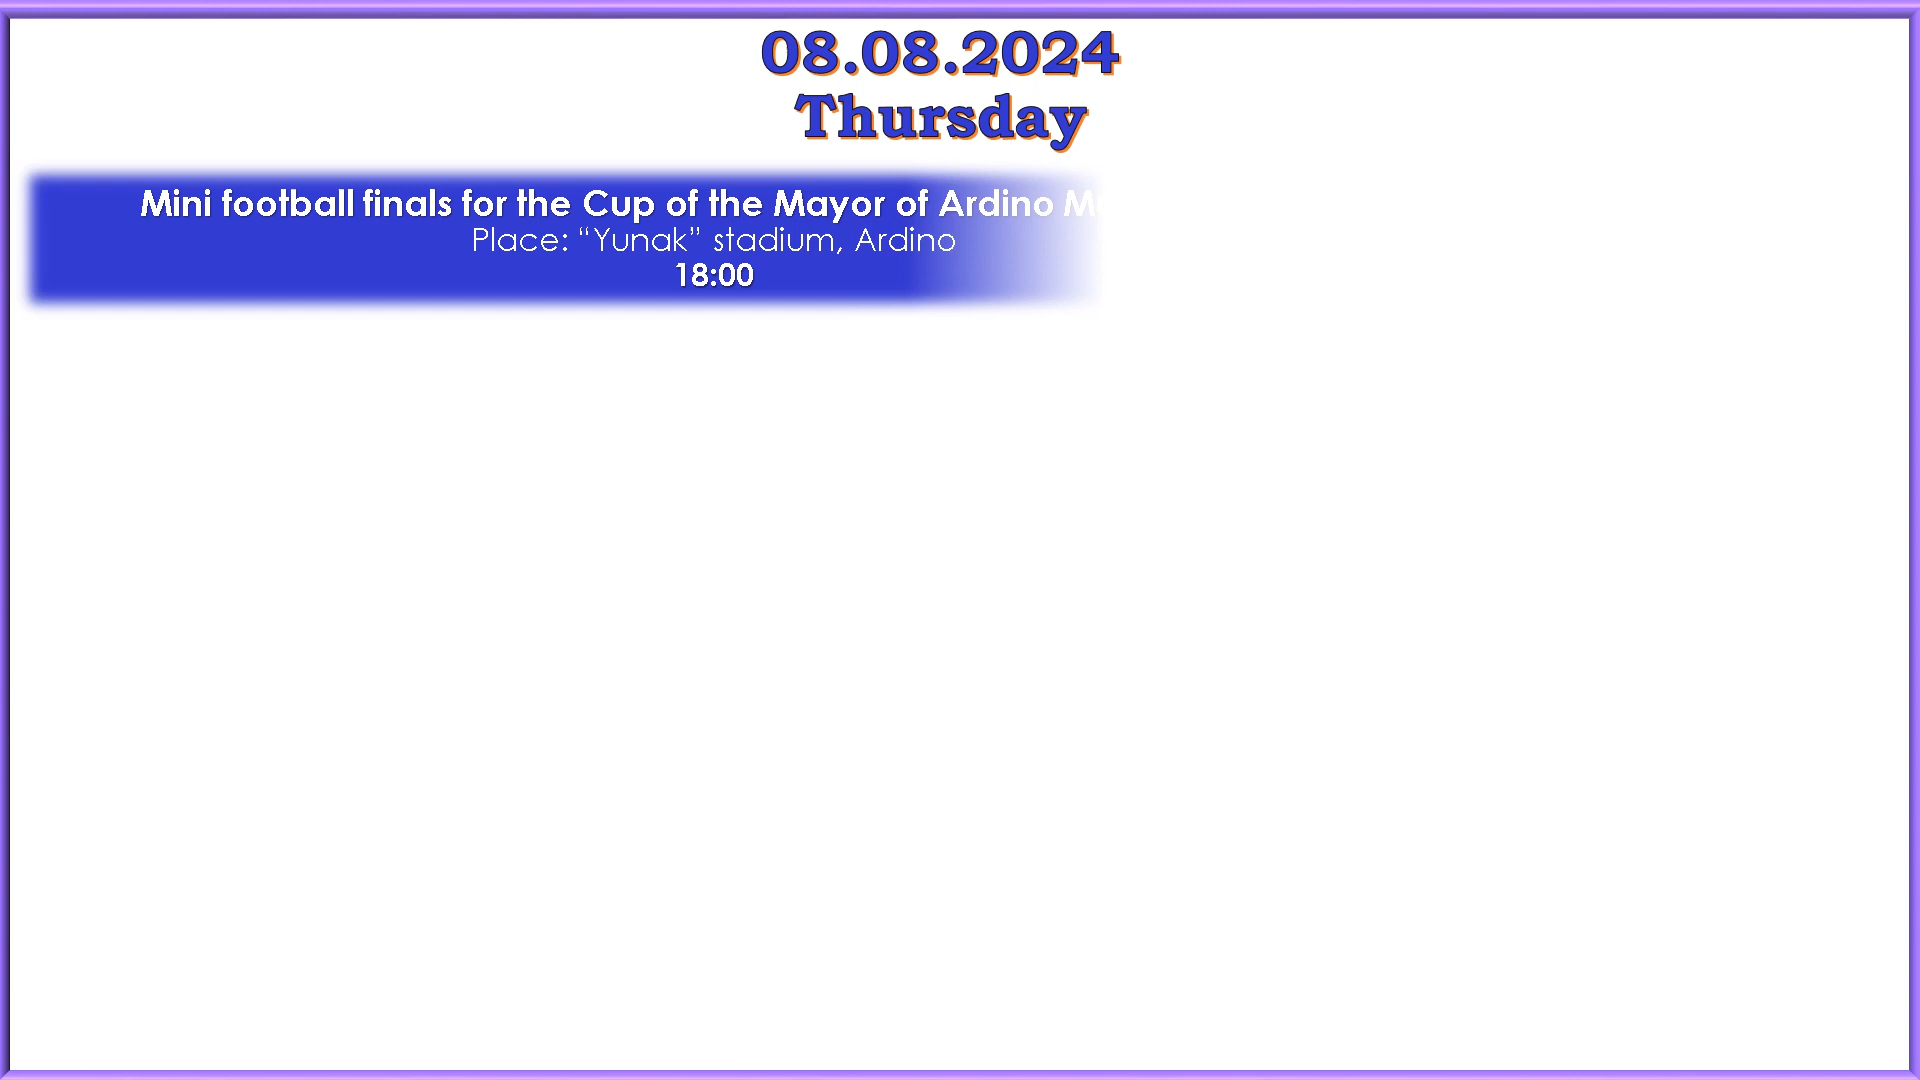 08.08.2024
Thursday
Mini football finals for the Cup of the Mayor of Ardino
Place: “Yunak” stadium, Ardino
18:00